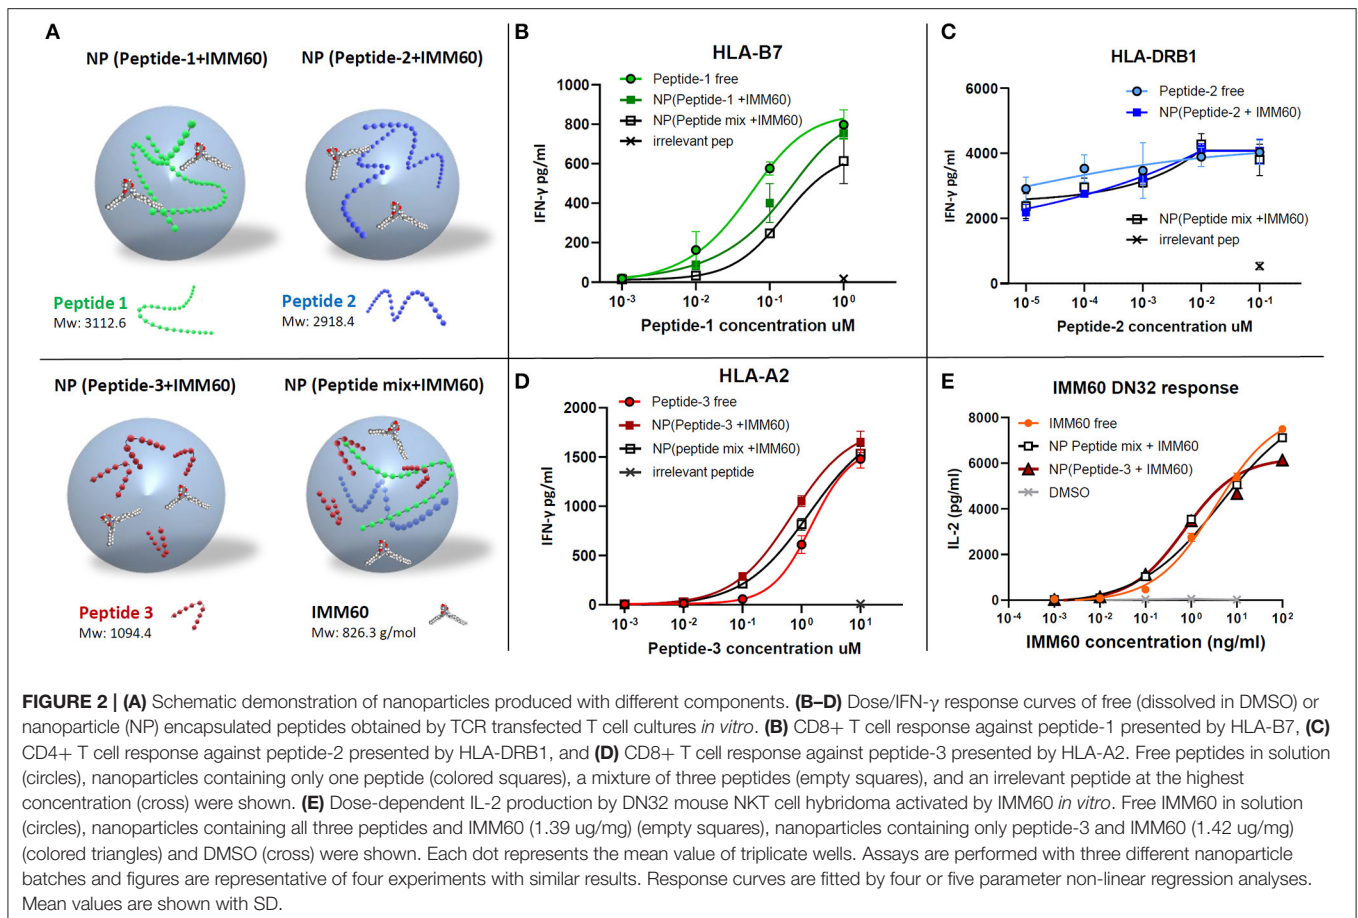 (A)
NP (Peptide-1+IMM60)
NP (Peptide-2+IMM60)
Peptide 1
Mw: 3112.6
Peptide 2
Mw: 2918.4
NP (Peptide-3+IMM60)
NP (Peptide mix+IMM60)
Peptide 3
Mw: 1094.4
IMM60
Mw: 826.3 g/mol
(B)
HLA-B7
Peptide-1 free
NP(Peptide-1 +IMM60)
NP(Peptide mix +IMM60)
irrelevant pep
IFN-γ pg/ml
1000
800
600
400
200
0
10⁻³ 10⁻² 10⁻¹ 10⁰
Peptide-1 concentration uM
(C)
HLA-DRB1
Peptide-2 free
NP(Peptide-2 + IMM60)
NP(Peptide mix +IMM60)
irrelevant pep
IFN-γ pg/ml
6000
4000
2000
0
10⁻⁵ 10⁻⁴ 10⁻³ 10⁻² 10⁻¹
Peptide-2 concentration uM
D
HLA-A2
Peptide-3 free
NP(Peptide-3 +IMM60)
NP(peptide mix +IMM60)
irrelevant peptide
IFN-γ pg/ml
2000
1500
1000
500
0
10⁻³ 10⁻² 10⁻¹ 10⁰ 10¹
Peptide-3 concentration uM
E
IMM60 DN32 response
IMM60 free
NP Peptide mix + IMM60
NP(Peptide-3 + IMM60)
DMSO
IL-2 (pg/ml)
8000
6000
4000
2000
0
10⁻⁴ 10⁻³ 10⁻² 10⁻¹ 10⁰ 10¹ 10²
IMM60 concentration (ng/ml)
FIGURE 2 | (A) Schematic demonstration of nanoparticles produced with different components. (B–D) Dose/IFN-γ response curves of free (dissolved in DMSO) or
nanoparticle (NP) encapsulated peptides obtained by TCR transfected T cell cultures in vitro. (B) CD8+ T cell response against peptide-1 presented by HLA-B7, (C)
CD4+ T cell response against peptide-2 presented by HLA-DRB1, and (D) CD8+ T cell response against peptide-3 presented by HLA-A2. Free peptides in solution
(circles), nanoparticles containing only one peptide (colored squares), a mixture of three peptides (empty squares), and an irrelevant peptide at the highest
concentration (cross) were shown. (E) Dose-dependent IL-2 production by DN32 mouse NKT cell hybridoma activated by IMM60 in vitro. Free IMM60 in solution
(circles), nanoparticles containing all three peptides and IMM60 (1.39 ug/mg) (empty squares), nanoparticles containing only peptide-3 and IMM60 (1.42 ug/mg)
(colored triangles) and DMSO (cross) were shown. Each dot represents the mean value of triplicate wells. Assays are performed with three different nanoparticle
batches and figures are representative of four experiments with similar results. Response curves are fitted by four or five parameter non-linear regression analyses.
Mean values are shown with SD.